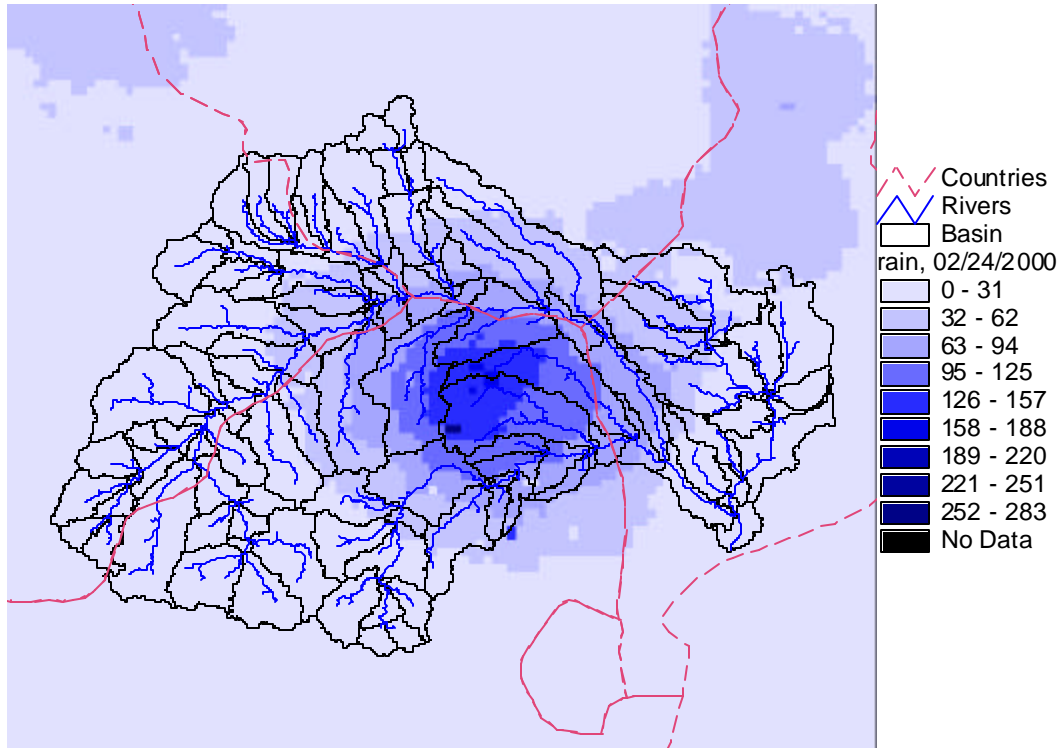 Countries
Rivers
Basin
rain, 02/24/2000
0 - 31
32 - 62
63 - 94
95 - 125
126 - 157
158 - 188
189 - 220
221 - 251
252 - 283
No Data